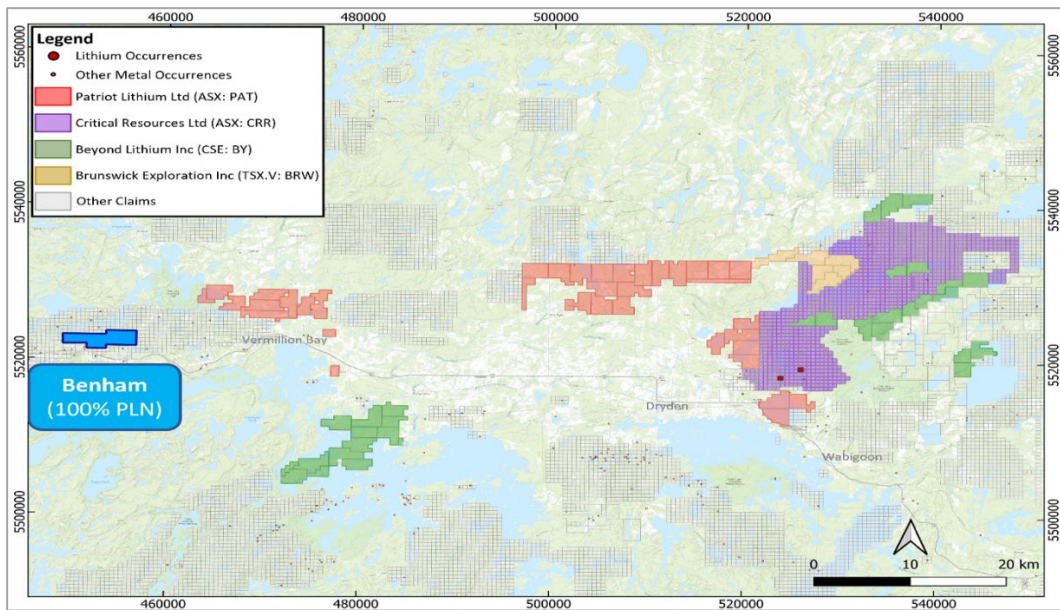 460000 480000 500000 520000 540000
5560000
5540000
5520000
5500000
5560000
5540000
5520000
5500000
Legend
Lithium Occurrences
Other Metal Occurrences
Patriot Lithium Ltd (ASX: PAT)
Critical Resources Ltd (ASX: CRR)
Beyond Lithium Inc (CSE: BY)
Brunswick Exploration Inc (TSX.V: BRW)
Other Claims
Vermillion Bay
Benham
(100% PLN)
Dryden
Wabigoon
0 10 20 km
460000 480000 500000 520000 540000